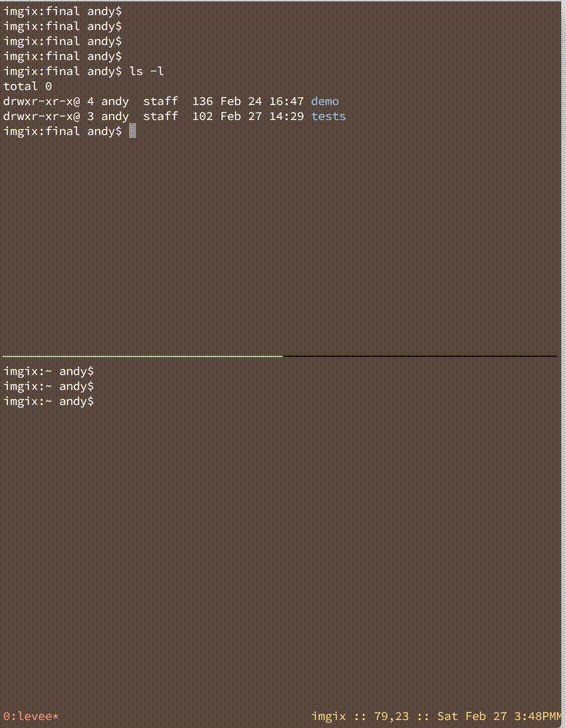 imgix:final andy$
imgix:final andy$
imgix:final andy$
imgix:final andy$
imgix:final andy$ ls -l
total 0
drwxr-xr-x@ 4 andy  staff  136 Feb 24 16:47 demo
drwxr-xr-x@ 3 andy  staff  102 Feb 27 14:29 tests
imgix:final andy$
imgix:~ andy$
imgix:~ andy$
imgix:~ andy$
0:levee* imgix :: 79,23 :: Sat Feb 27 3:48PMM